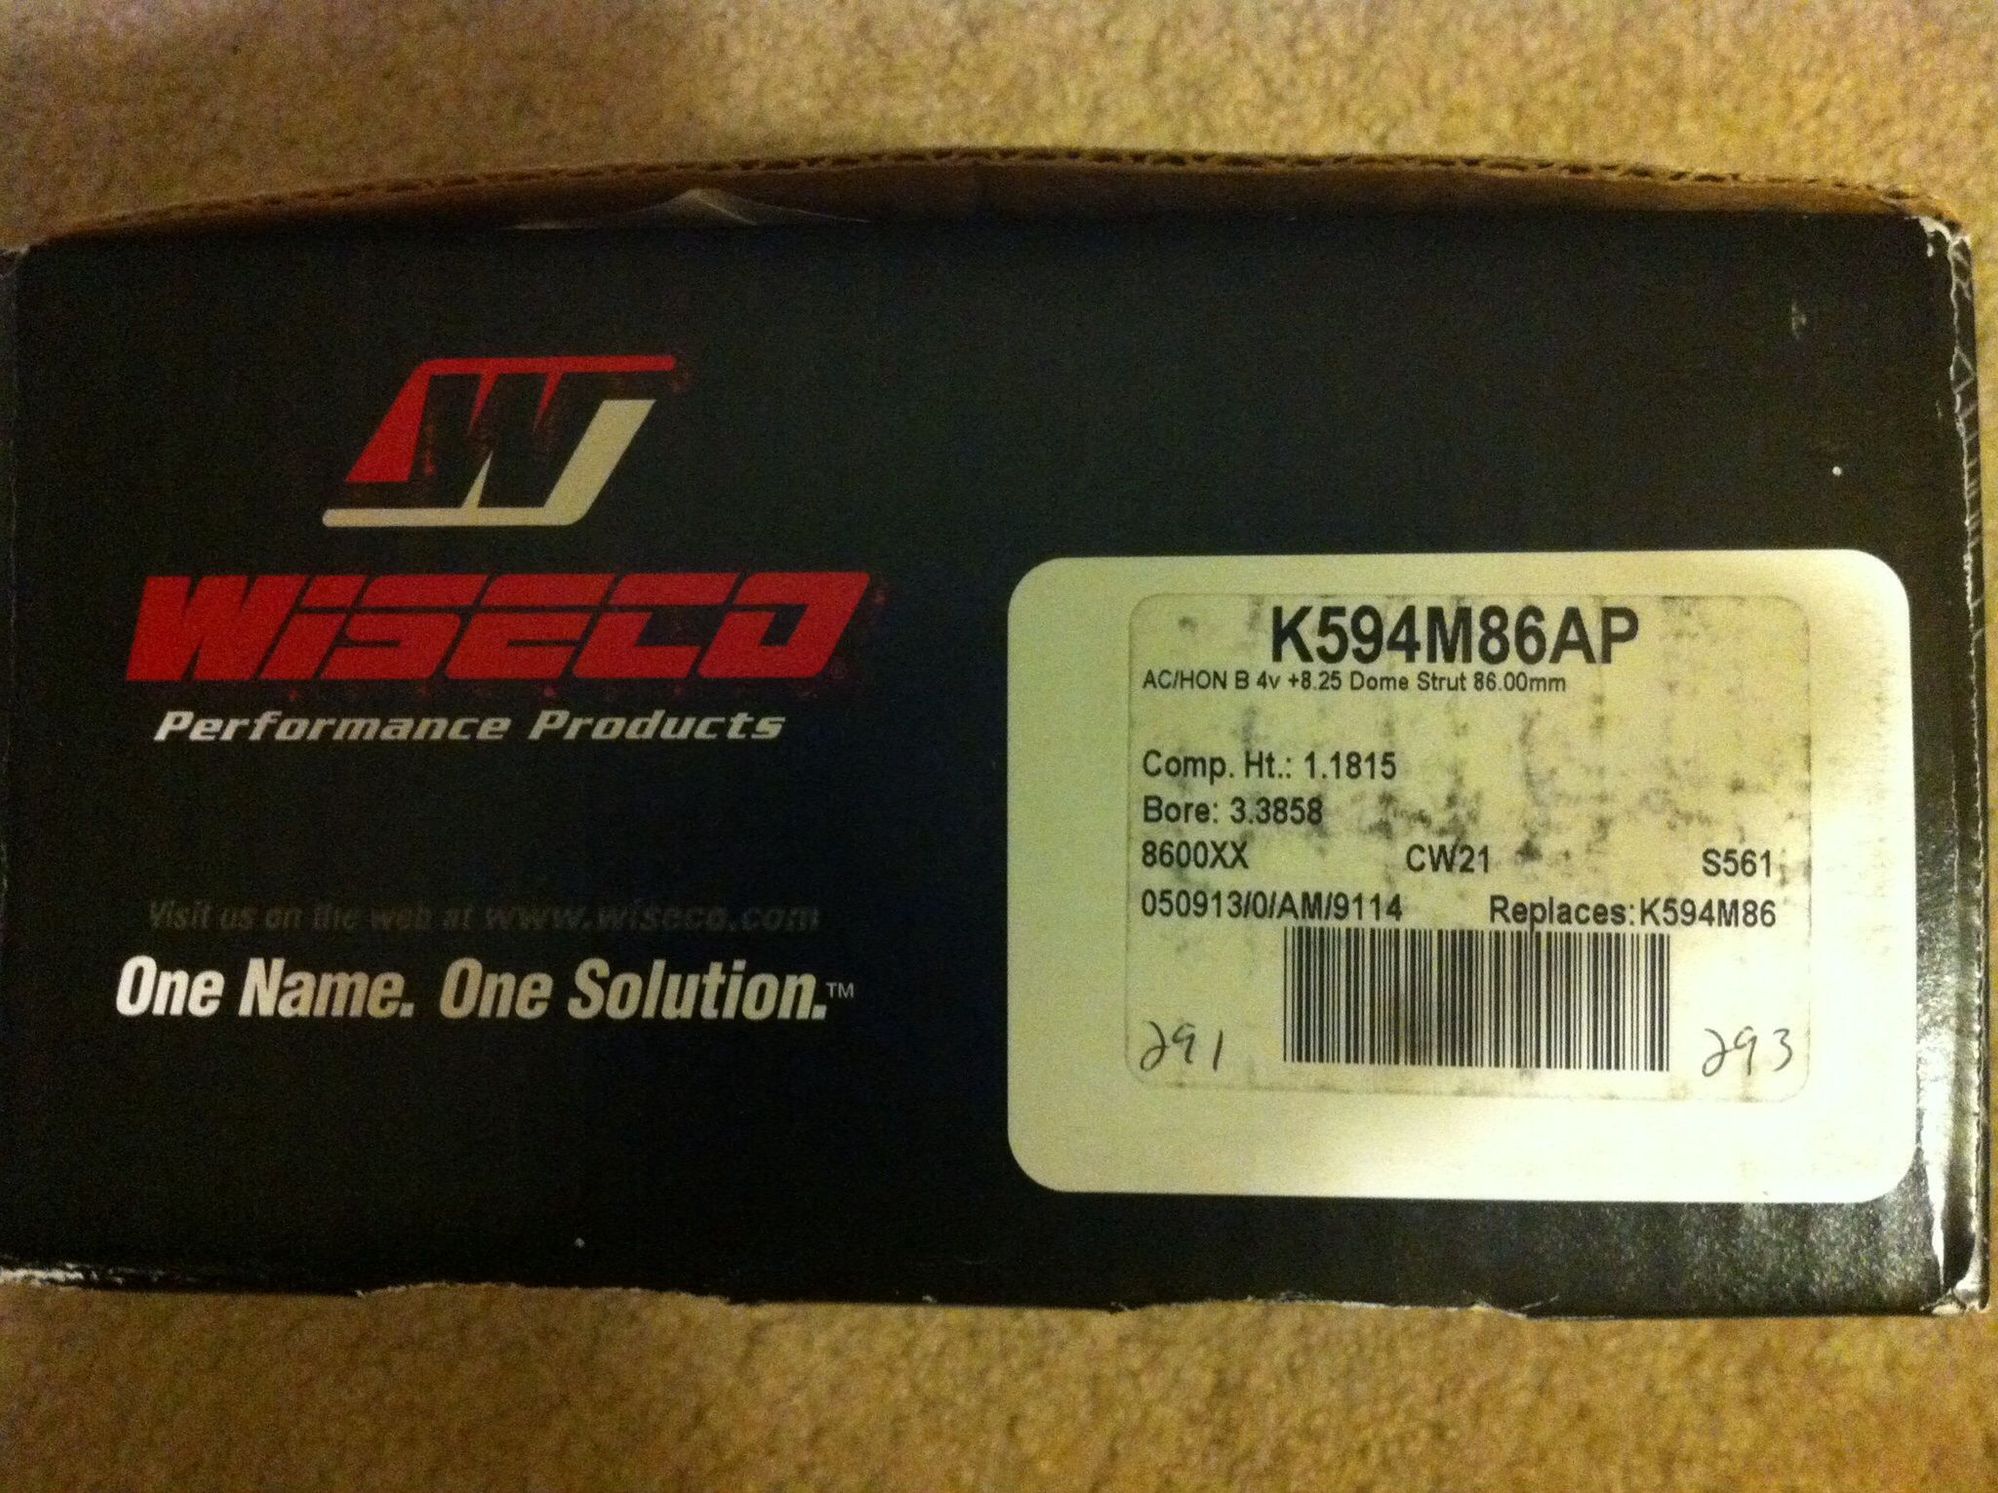 W
WISECO
Performance Products
Visit us on the web at www.wiseco.com
One Name. One Solution.™
K594M86AP
AC/HON B 4v +8.25 Dome Strut 86.00mm
Comp. Ht.: 1.1815
Bore: 3.3858
8600XX CW21 S561
050913/0/AM/9114 Replaces:K594M86
291 293